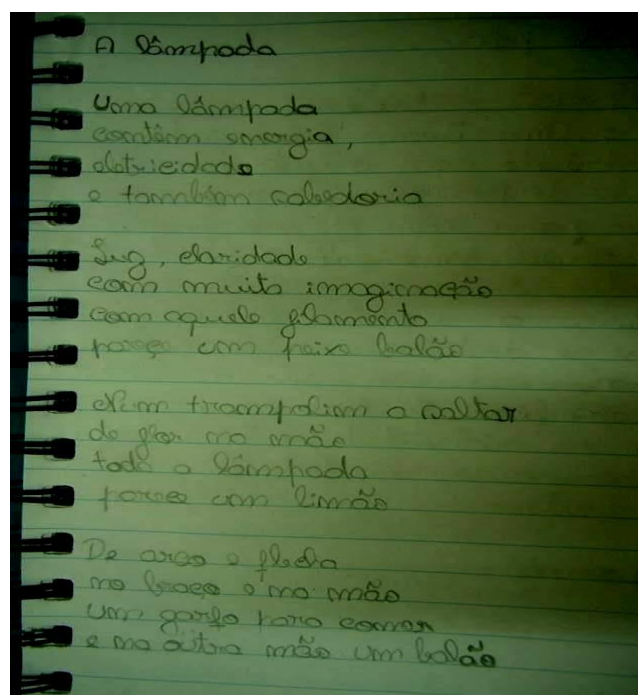 A lâmpada
Uma lâmpada
contém energia,
eletricidade
e também sabedoria
Luz, claridade
com muita imaginação
com aquele filamento
parece um peixe balão
Num trampolim a saltar
de flor na mão
toda a lâmpada
parece um limão
De arco e flecha
no braço e na mão
um garfo para comer
e na outra mão um balão